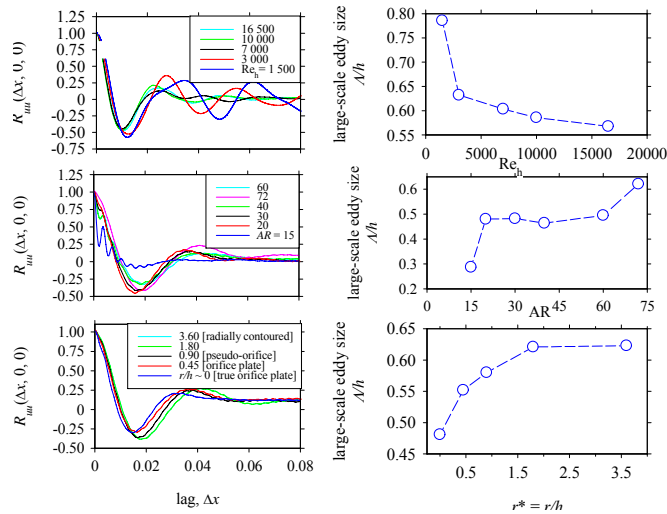 1.25
1.00
0.75
0.50
0.25
0
-0.25
-0.50
-0.75
R_uu(Δx, 0, 0)
16 500
10 000
7 000
3 000
Re_h = 1 500
large-scale eddy size
Λ/h
0.80
0.75
0.70
0.65
0.60
0.55
0 5000 10000 15000 20000
Re_h
1.25
1.00
0.75
0.50
0.25
0
-0.25
-0.50
R_uu(Δx, 0, 0)
60
72
40
30
20
AR = 15
large-scale eddy size
Λ/h
0.6
0.5
0.4
0.3
0.2
0 15 30 45 60 75
AR
1.25
1.00
0.75
0.50
0.25
0
-0.25
-0.50
R_uu(Δx, 0, 0)
3.60 [radially contoured]
1.80
0.90 [pseudo-orifice]
0.45 [orifice plate]
r/h ~ 0 [true orifice plate]
0 0.02 0.04 0.06 0.08
lag, Δx
large-scale eddy size
Λ/h
0.65
0.60
0.55
0.50
0.45
0.5 1.5 2.5 3.5
r* = r/h